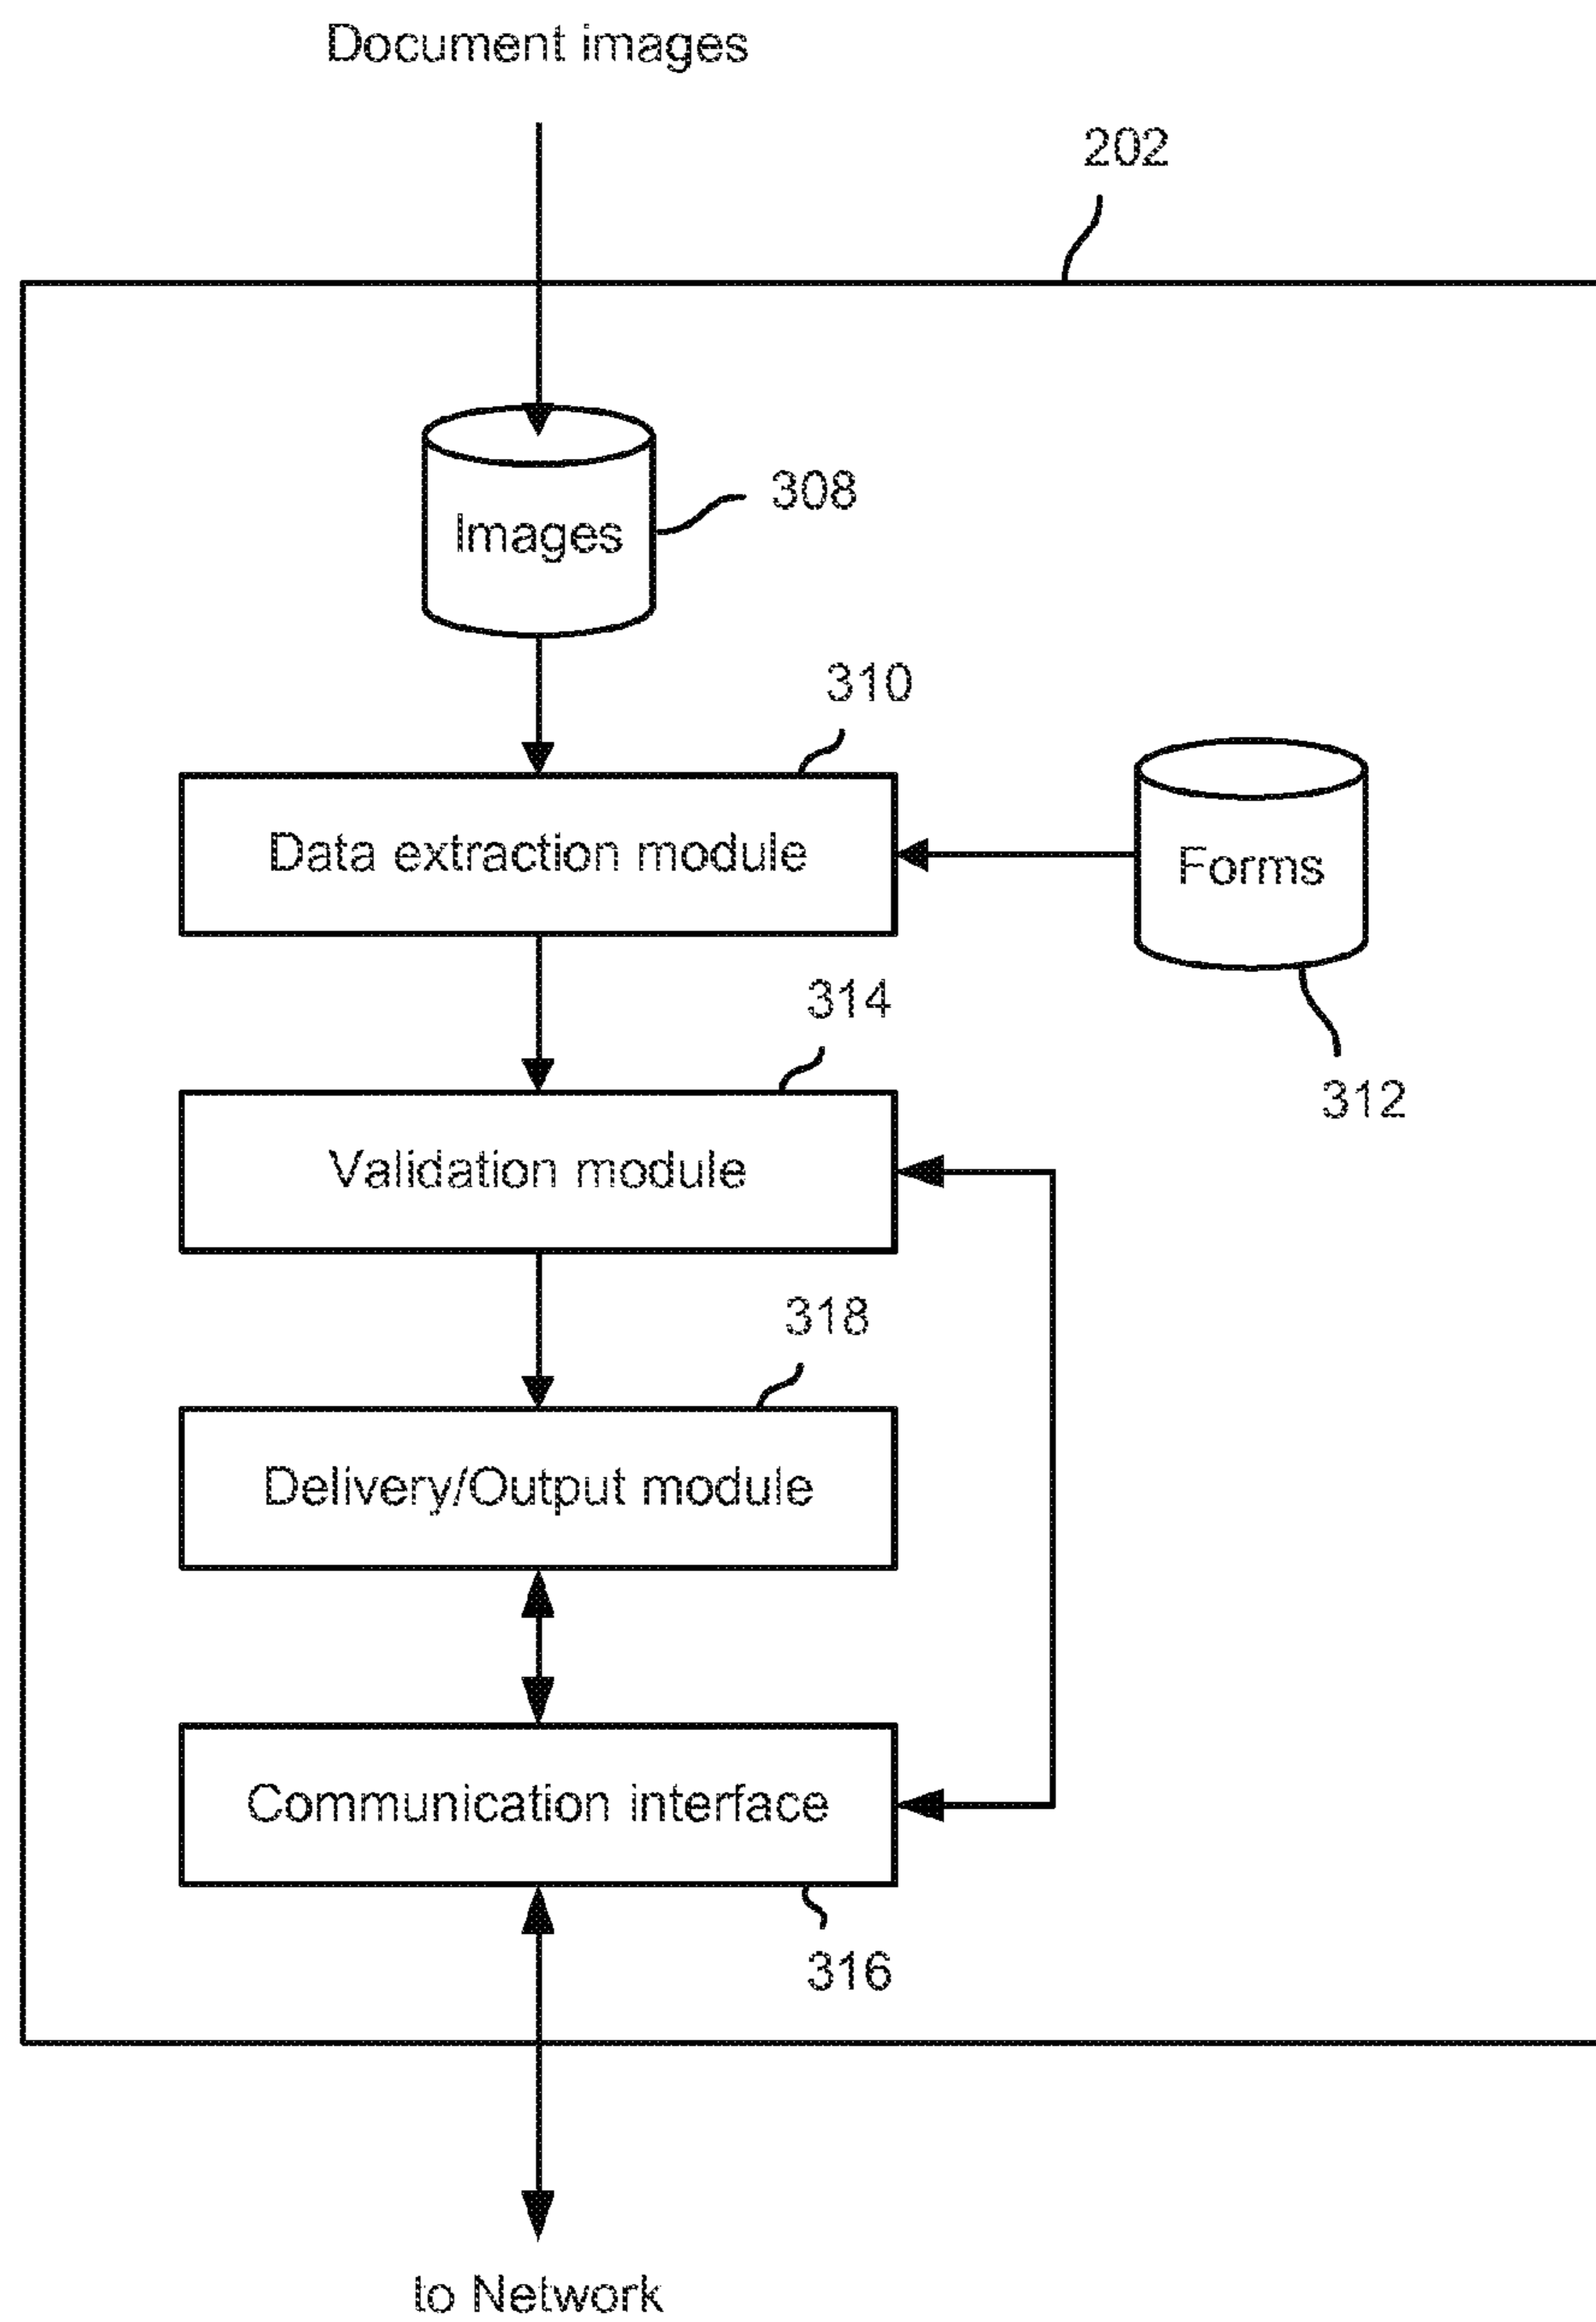 Document images
202
Images
308
310
Data extraction module
Forms
314
312
Validation module
318
Delivery/Output module
Communication interface
316
to Network